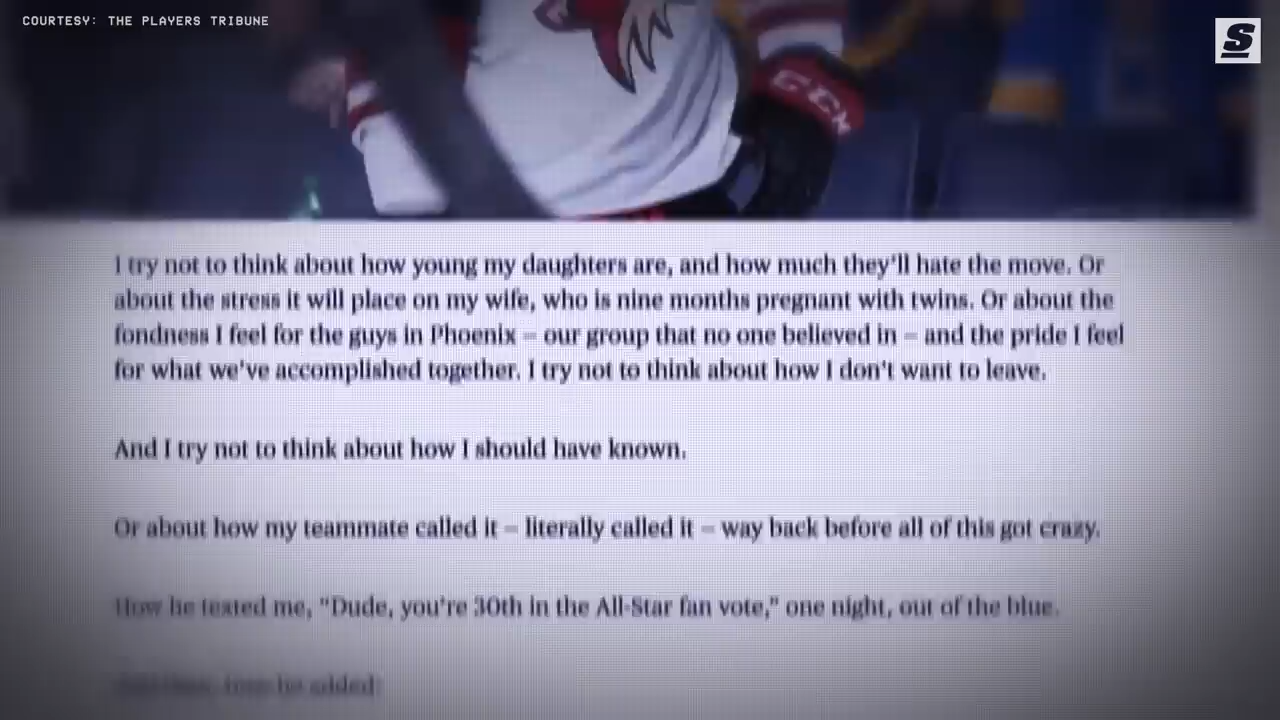 COURTESY: THE PLAYERS TRIBUNE
S
CCM
I try not to think about how young my daughters are, and how much they'll hate the move. Or
about the stress it will place on my wife, who is nine months pregnant with twins. Or about the
fondness I feel for the guys in Phoenix – our group that no one believed in – and the pride I feel
for what we've accomplished together. I try not to think about how I don't want to leave.
And I try not to think about how I should have known.
Or about how my teammate called it – literally called it – way back before all of this got crazy.
How he texted me, "Dude, you're 30th in the All-Star fan vote," one night, out of the blue.
he added: